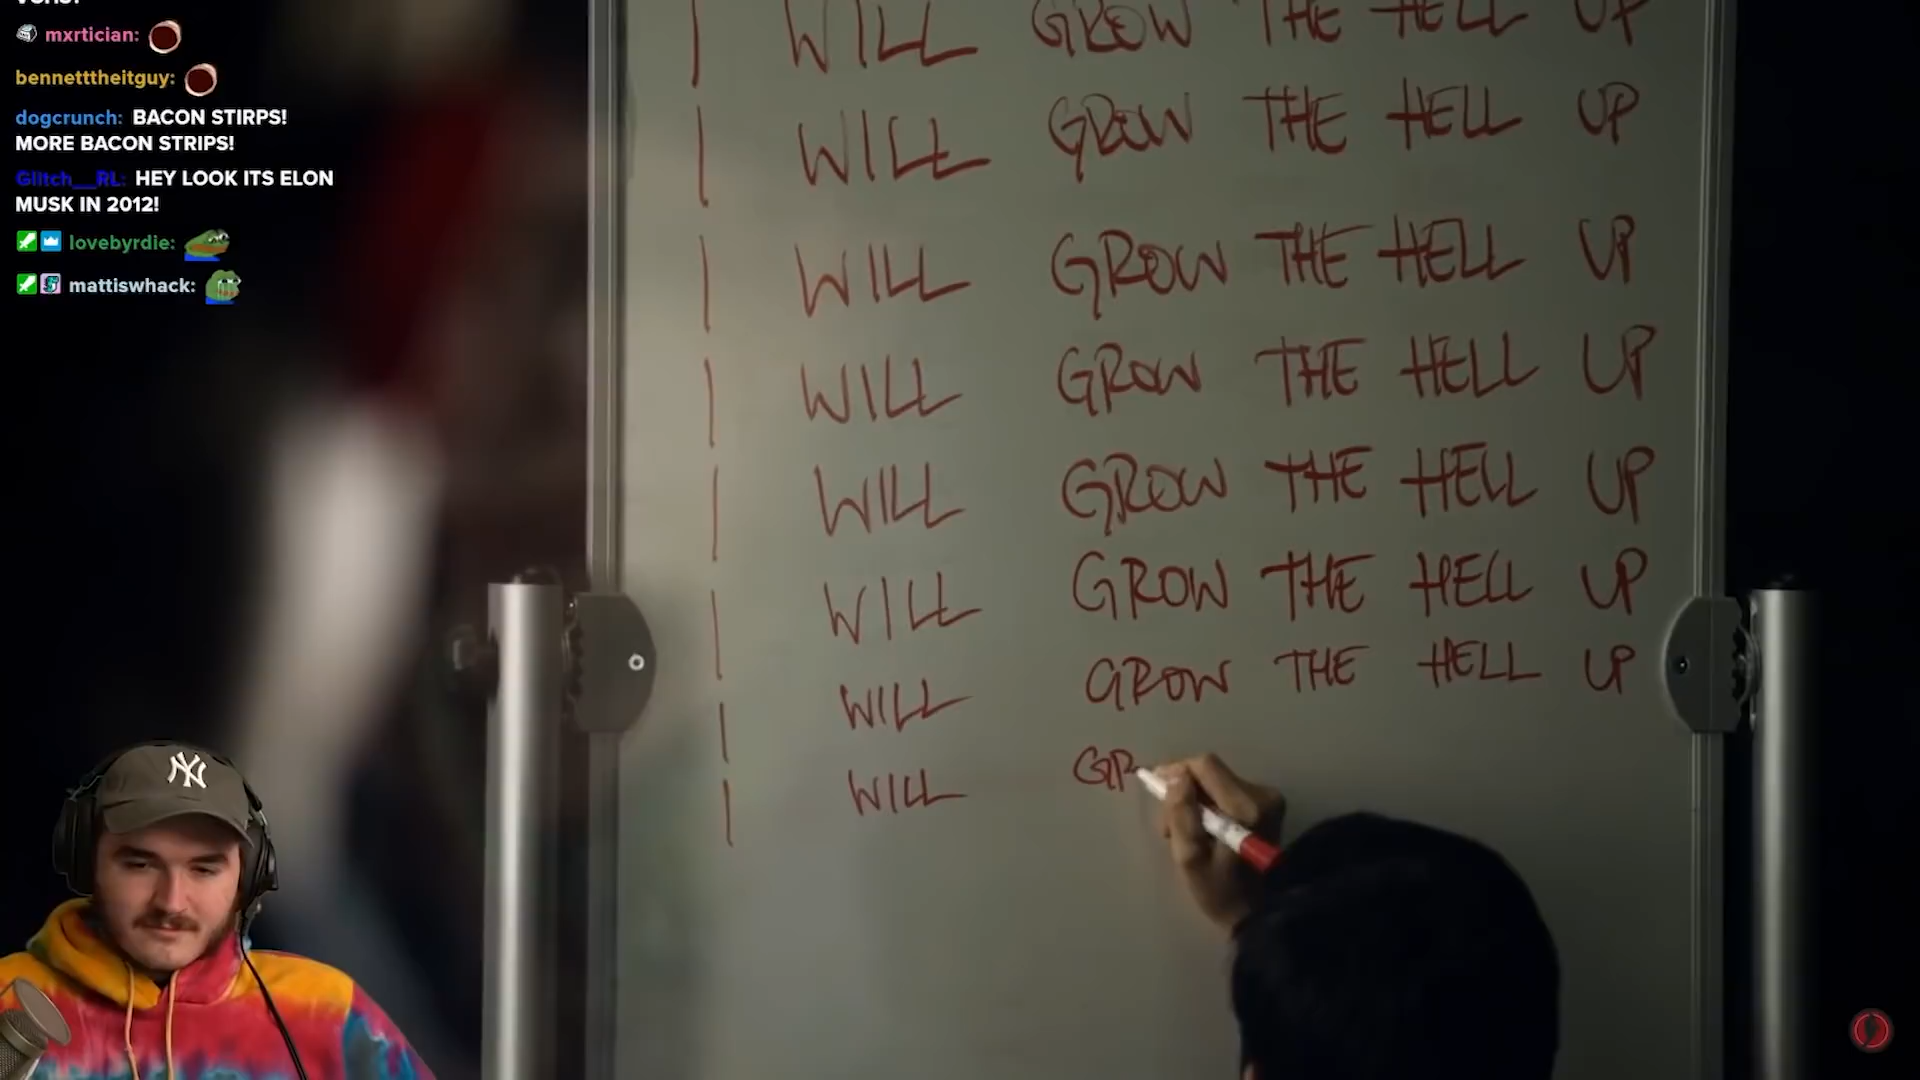 mxrtician:
bennetttheitguy:
dogcrunch: BACON STIRPS!
MORE BACON STRIPS!
Glitch__RL: HEY LOOK ITS ELON
MUSK IN 2012!
lovebyrdie:
mattiswhack:
I WILL GROW THE HELL UP
I WILL GROW THE HELL UP
I WILL GROW THE HELL UP
I WILL GROW THE HELL UP
I WILL GROW THE HELL UP
I WILL GROW THE HELL UP
I WILL GROW THE HELL UP
I WILL GR
NY